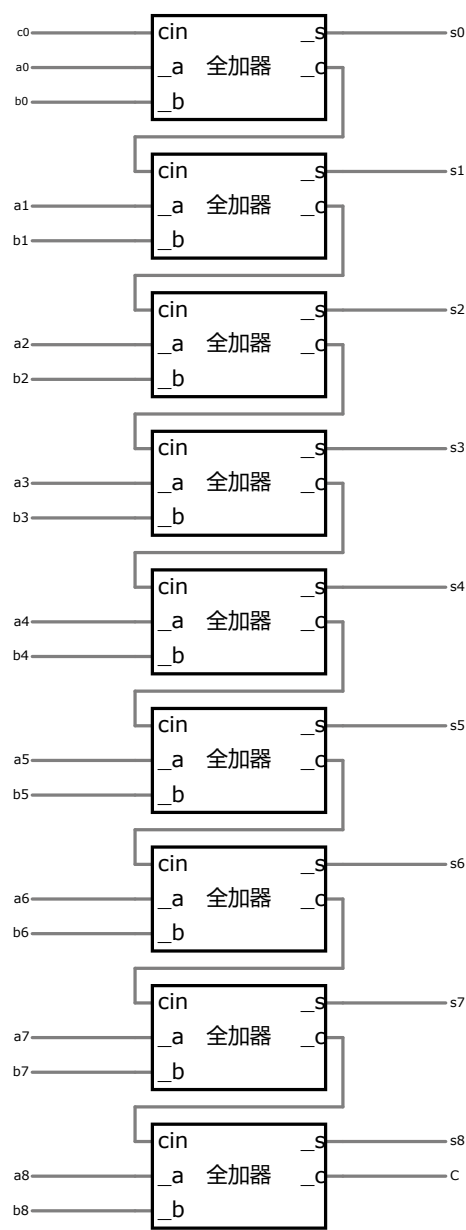 c0 cin _s s0
a0 _a 全加器 _c
b0 _b
cin _s s1
a1 _a 全加器 _c
b1 _b
cin _s s2
a2 _a 全加器 _c
b2 _b
cin _s s3
a3 _a 全加器 _c
b3 _b
cin _s s4
a4 _a 全加器 _c
b4 _b
cin _s s5
a5 _a 全加器 _c
b5 _b
cin _s s6
a6 _a 全加器 _c
b6 _b
cin _s s7
a7 _a 全加器 _c
b7 _b
cin _s s8
a8 _a 全加器 _c C
b8 _b